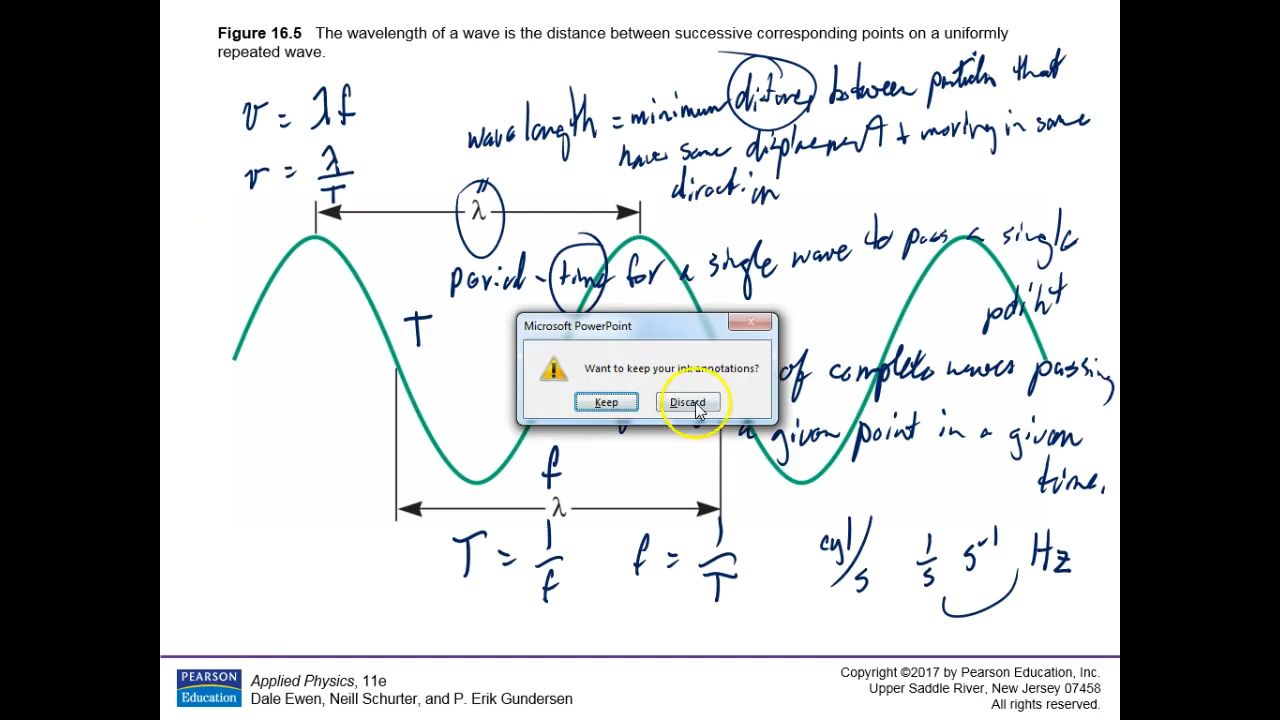 Figure 16.5 The wavelength of a wave is the distance between successive corresponding points on a uniformly
repeated wave.
v = λf
v = λ/T
wavelength = minimum distance between particles that
have same displacement + moving in same
direction
λ
period - time for a single wave to pass a single
point
T
Microsoft PowerPoint
Want to keep your ink annotations?
Keep
Discard
of complete waves passing
a given point in a given
time.
f
λ
T = 1/f f = 1/T cyl/s 1/s s⁻¹ Hz
PEARSON
Education
Applied Physics, 11e
Dale Ewen, Neill Schurter, and P. Erik Gundersen
Copyright ©2017 by Pearson Education, Inc.
Upper Saddle River, New Jersey 07458
All rights reserved.